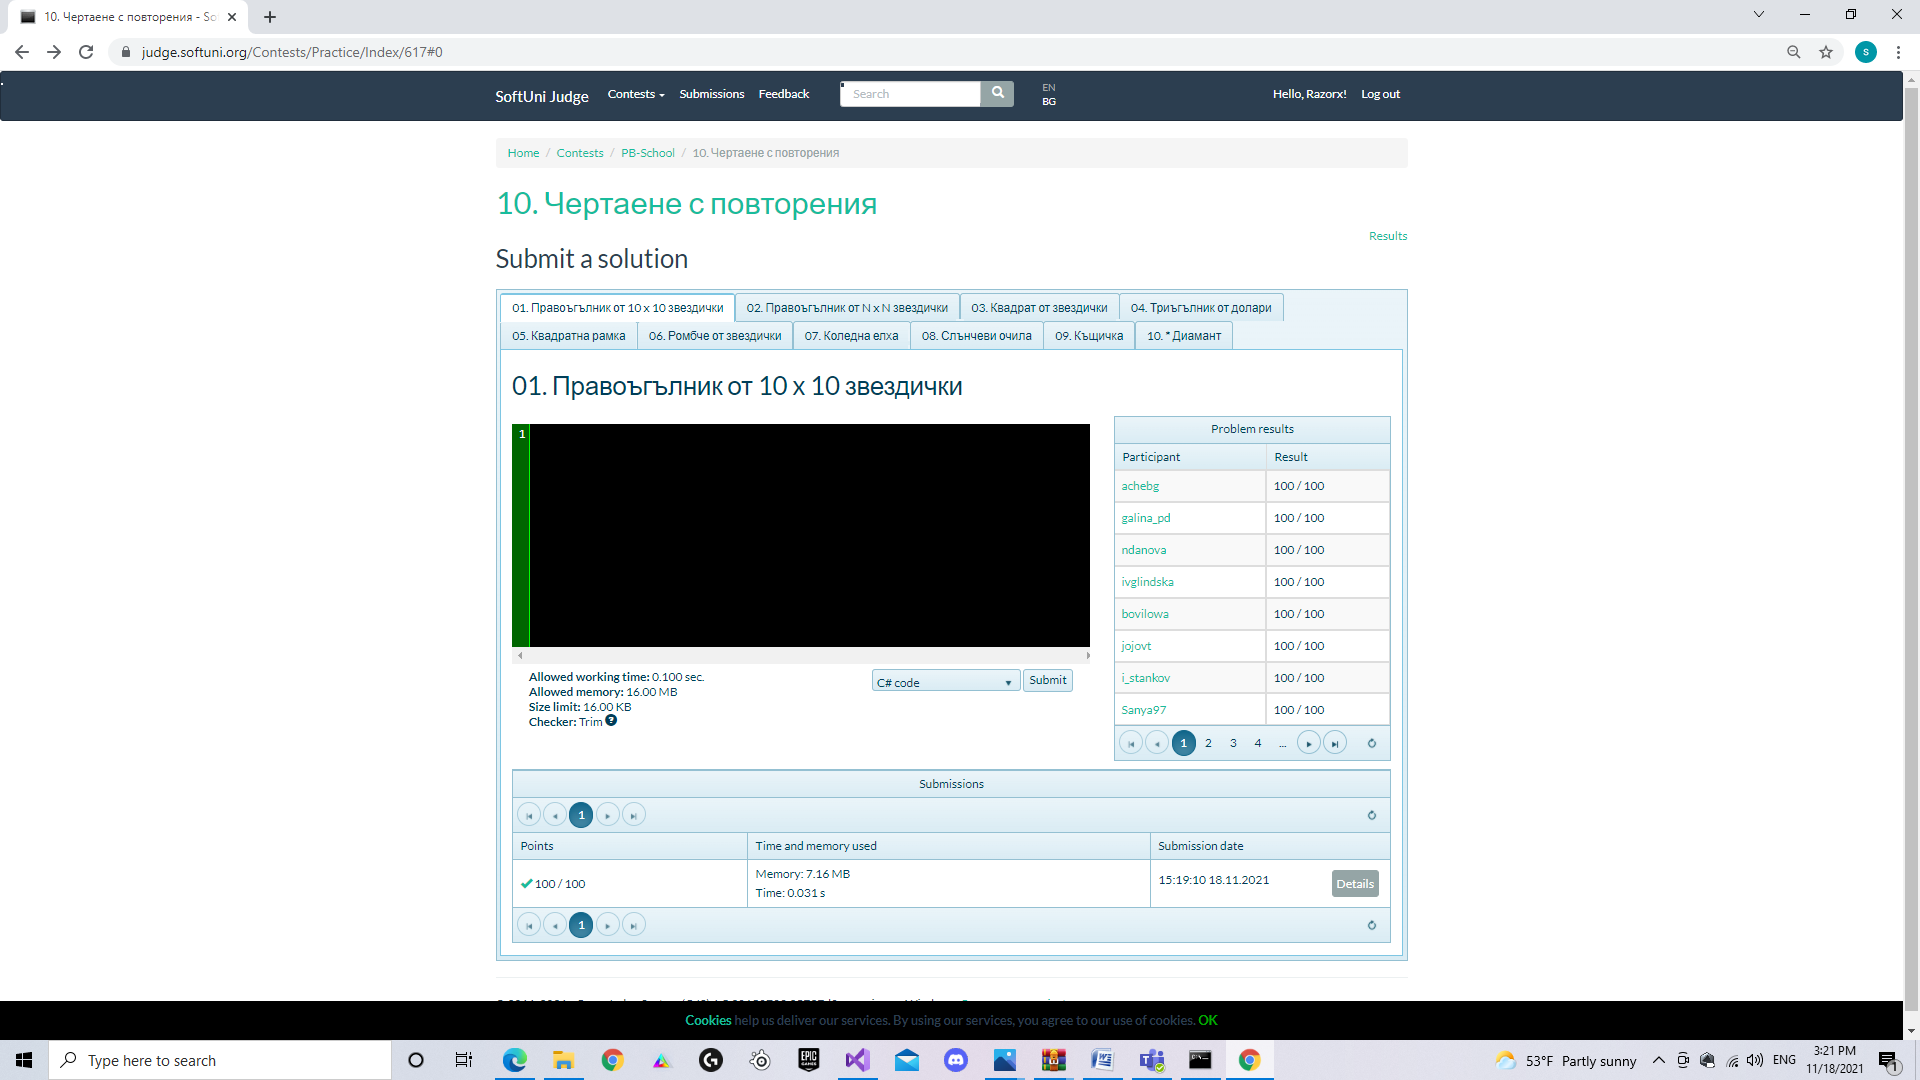 10. Чертаене с повторения - So
judge.softuni.org/Contests/Practice/Index/617#0
s
SoftUni Judge
Contests
Submissions
Feedback
Search
EN
BG
Hello, Razorx!
Log out
Home / Contests / PB-School / 10. Чертаене с повторения
10. Чертаене с повторения
Results
Submit a solution
01. Правоъгълник от 10 x 10 звездички
02. Правоъгълник от N x N звездички
03. Квадрат от звездички
04. Триъгълник от долари
05. Квадратна рамка
06. Ромбче от звездички
07. Коледна елха
08. Слънчеви очила
09. Къщичка
10. * Диамант
01. Правоъгълник от 10 x 10 звездички
1
Allowed working time: 0.100 sec.
Allowed memory: 16.00 MB
Size limit: 16.00 KB
Checker: Trim
C# code
Submit
Problem results
Participant Result
achebg 100 / 100
galina_pd 100 / 100
ndanova 100 / 100
ivglindska 100 / 100
bovilowa 100 / 100
jojovt 100 / 100
i_stankov 100 / 100
Sanya97 100 / 100
1 2 3 4 ...
Submissions
1
Points Time and memory used Submission date
100 / 100
Memory: 7.16 MB
Time: 0.031 s
15:19:10 18.11.2021
Details
1
Cookies help us deliver our services. By using our services, you agree to our use of cookies. OK
Type here to search
EPIC GAMES
53°F Partly sunny
ENG
3:21 PM
11/18/2021
1